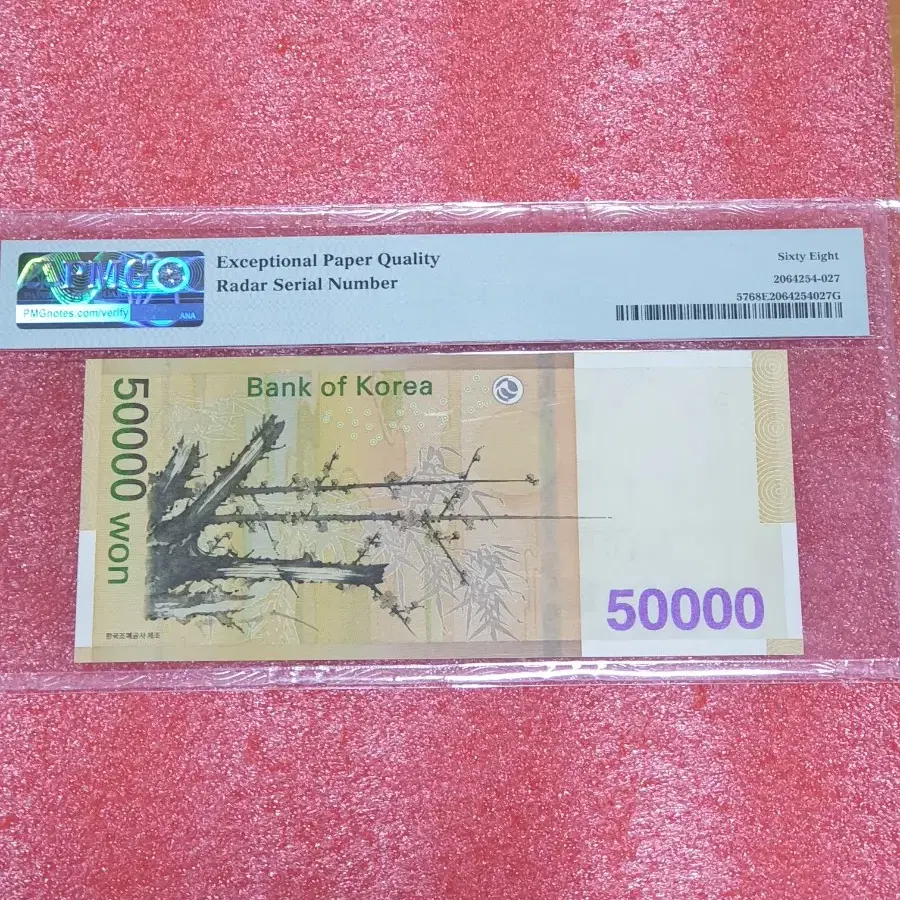 PMG
PMGnotes.com/verify
ANA
Exceptional Paper Quality
Radar Serial Number
Sixty Eight
2064254-027
5768E2064254027G
Bank of Korea
50000 won
50000
한국조폐공사 제조